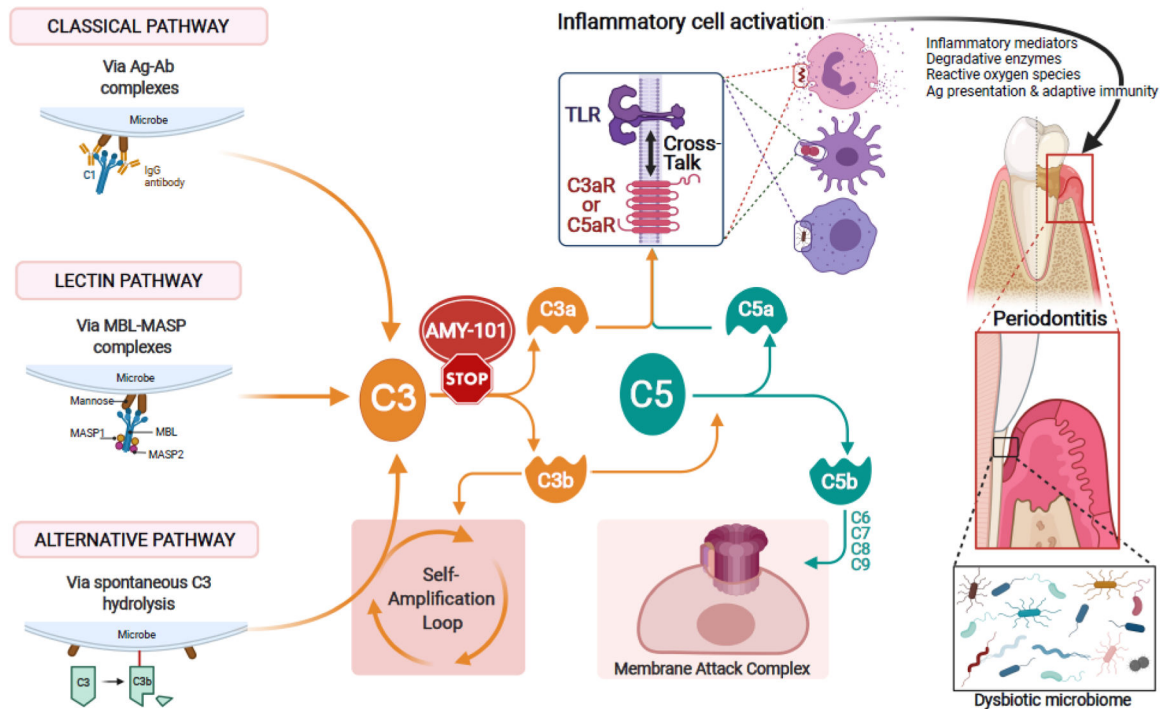 CLASSICAL PATHWAY
Via Ag-Ab
complexes
Microbe
C1
IgG
antibody
LECTIN PATHWAY
Via MBL-MASP
complexes
Microbe
Mannose
MASP1
MBL
MASP2
ALTERNATIVE PATHWAY
Via spontaneous C3
hydrolysis
Microbe
C3
C3b
C3
AMY-101
STOP
C3a
C3b
Self-
Amplification
Loop
Inflammatory cell activation
TLR
Cross-
Talk
C3aR
or
C5aR
C5
C5a
C5b
C6
C7
C8
C9
Membrane Attack Complex
Inflammatory mediators
Degradative enzymes
Reactive oxygen species
Ag presentation & adaptive immunity
Periodontitis
Dysbiotic microbiome